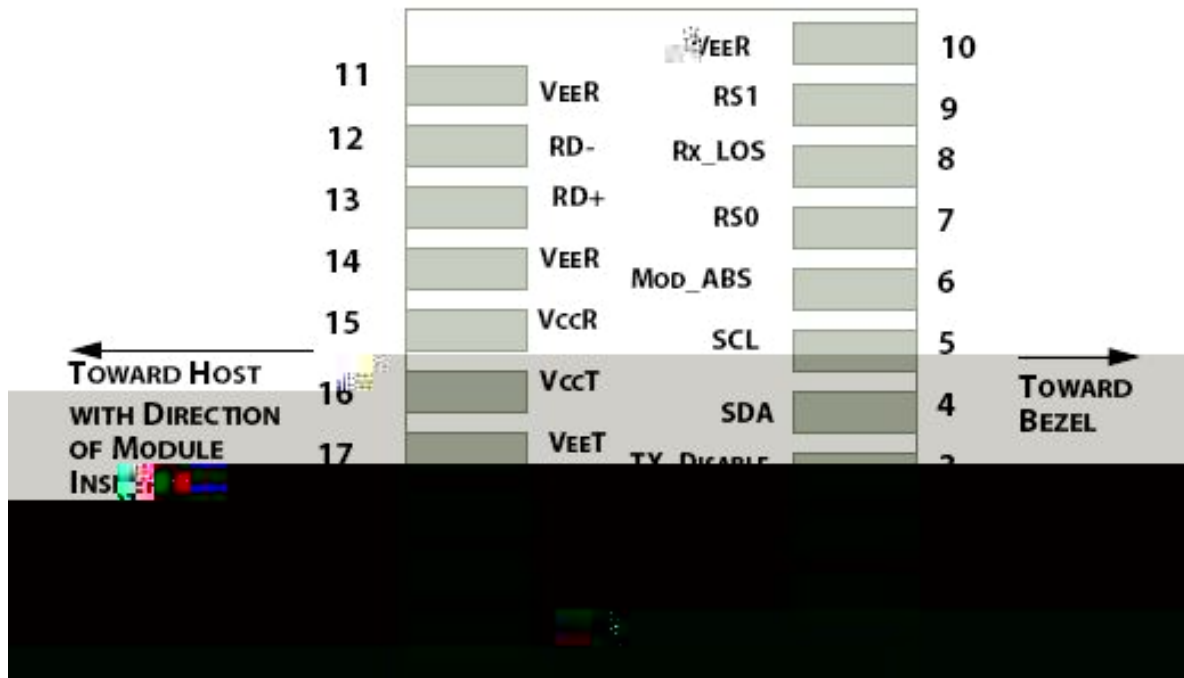 VEER 10
11 VEER RS1 9
12 RD- Rx_LOS 8
13 RD+ RS0 7
14 VEER MOD_ABS 6
15 VCCR SCL 5
TOWARD HOST
WITH DIRECTION
OF MODULE
16 VCCT SDA 4
17 VEET TX_DISABLE
TOWARD
BEZEL